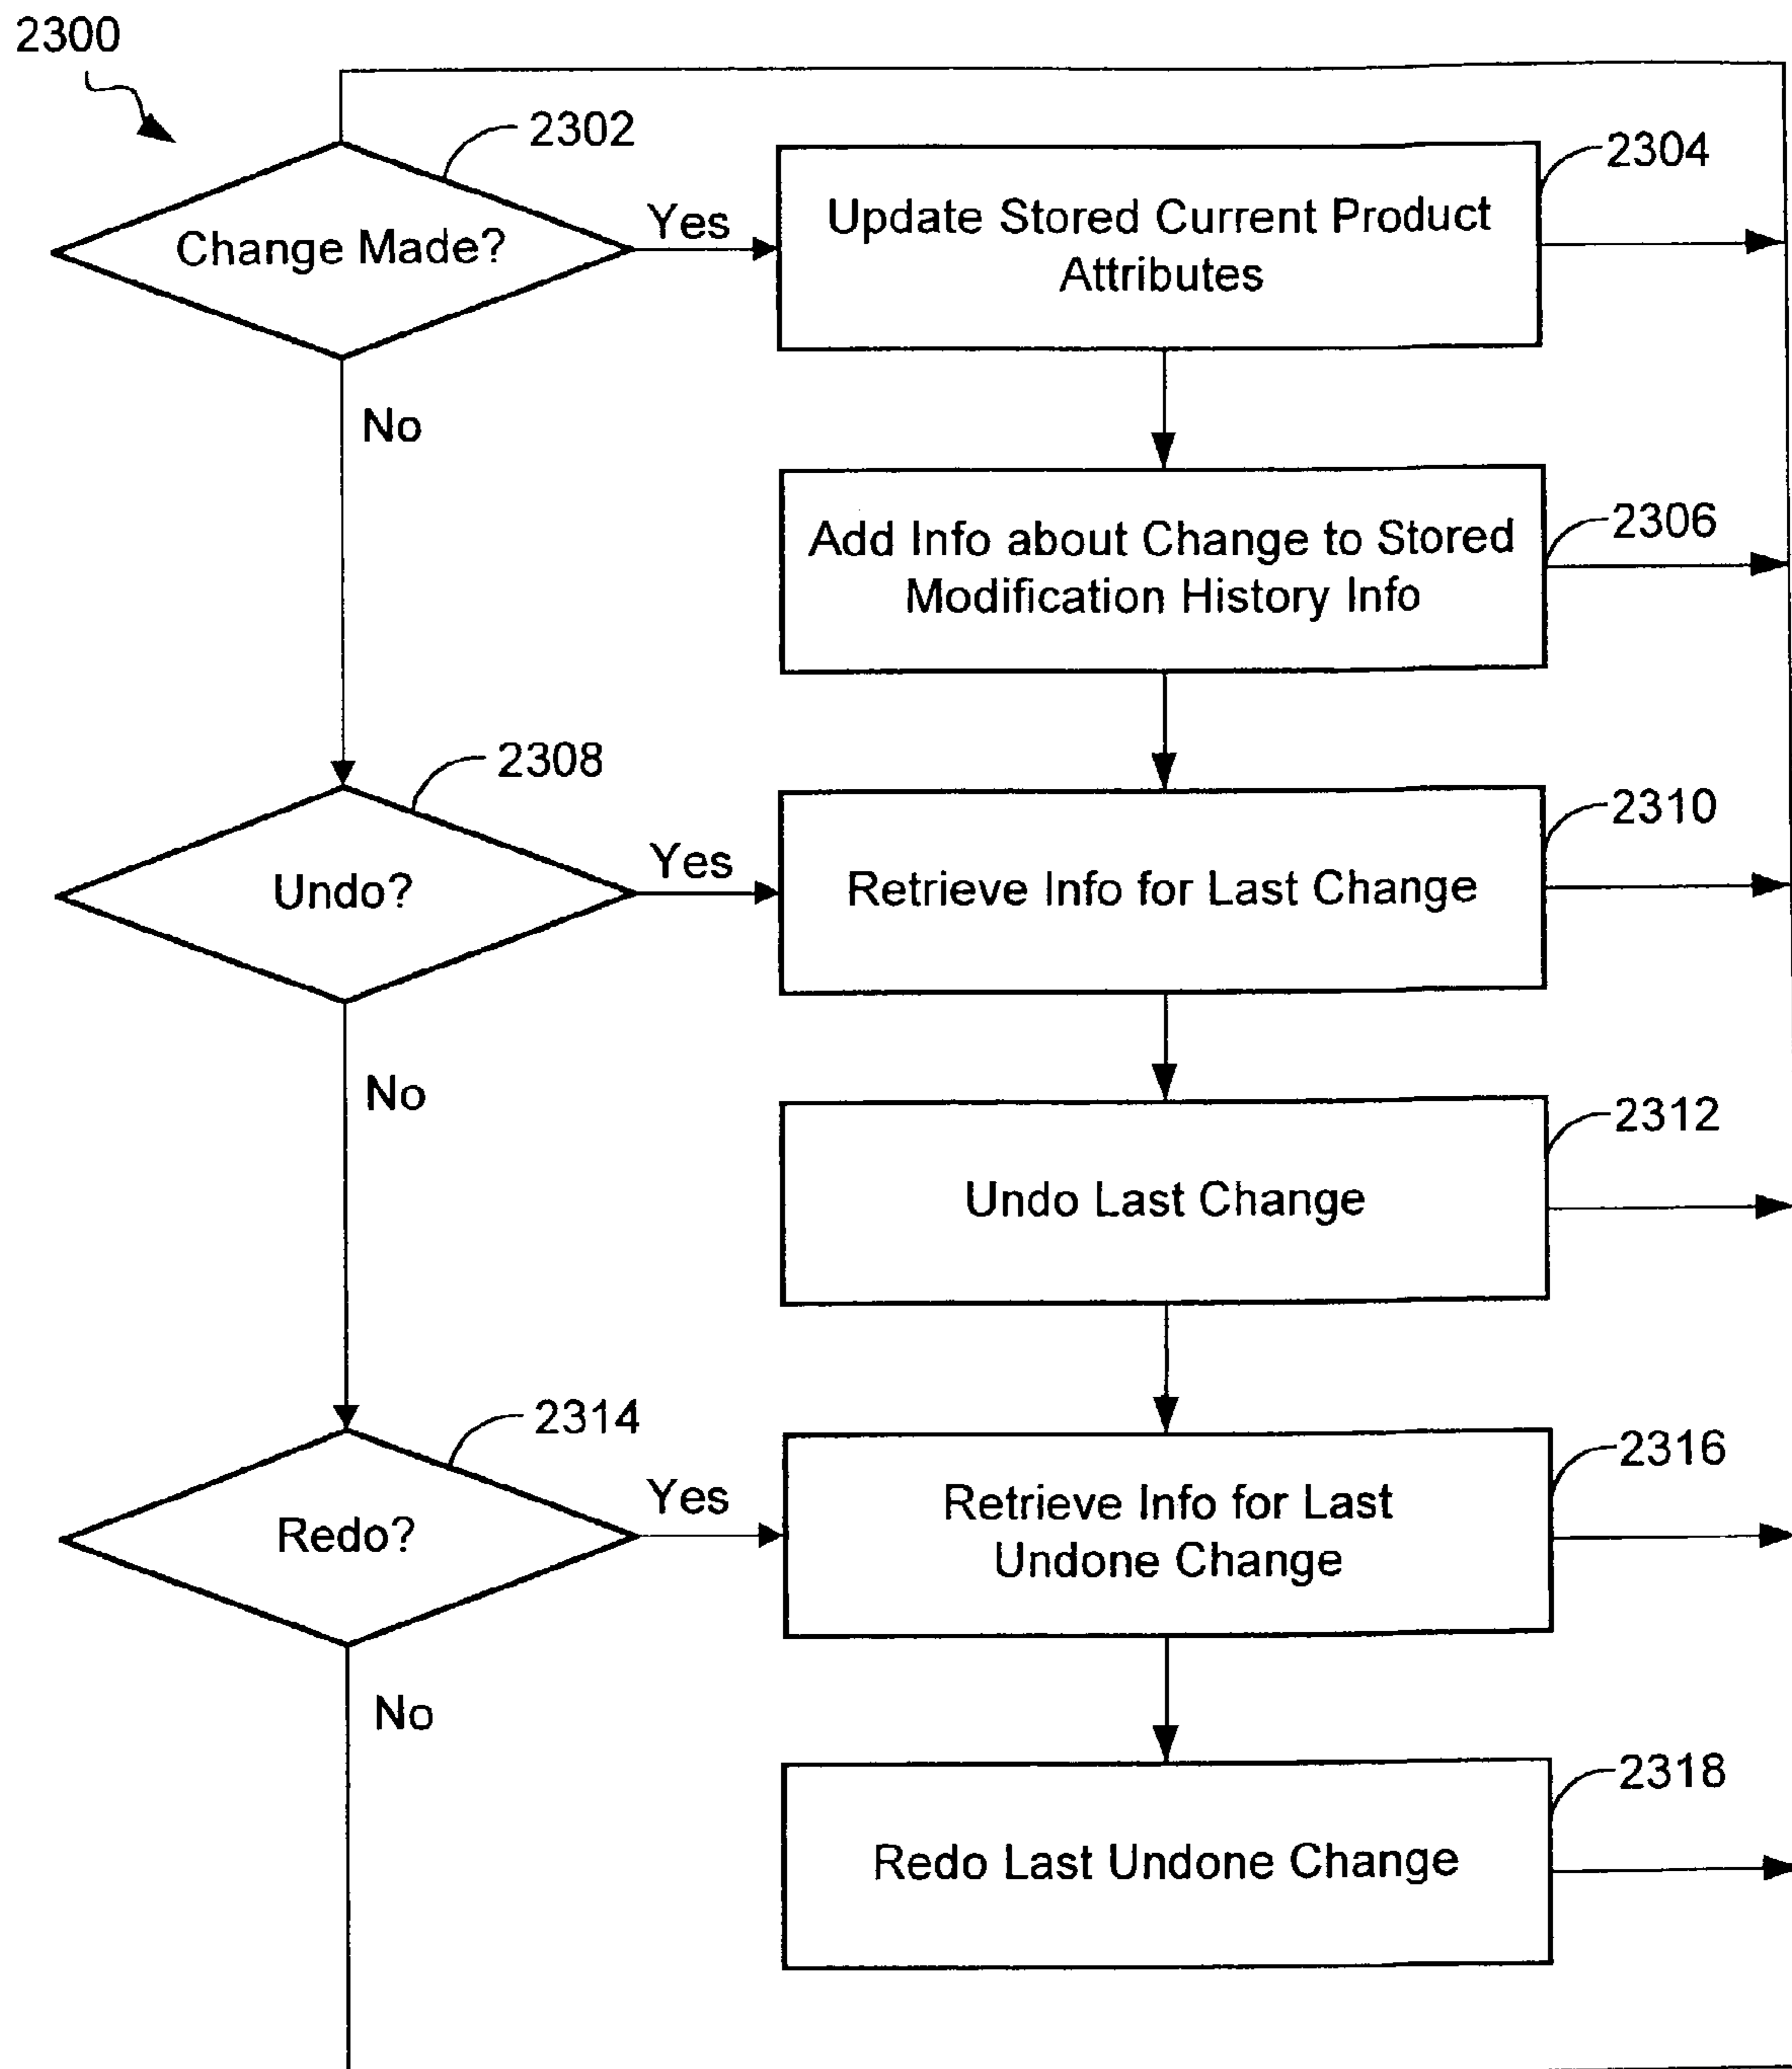 2300
2302
Change Made?
Yes
2304
Update Stored Current Product
Attributes
No
2306
Add Info about Change to Stored
Modification History Info
2308
Undo?
Yes
2310
Retrieve Info for Last Change
No
2312
Undo Last Change
2314
Redo?
Yes
2316
Retrieve Info for Last
Undone Change
No
2318
Redo Last Undone Change